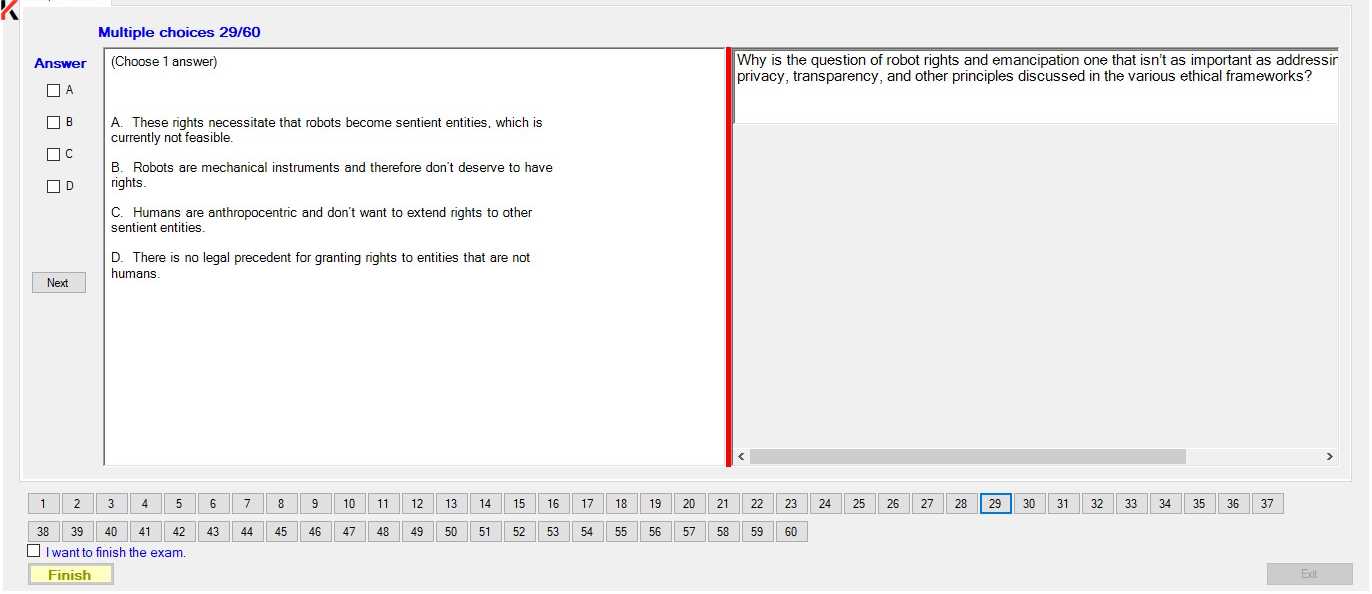 Multiple choices 29/60
Answer
A
B
C
D
Next
(Choose 1 answer)
A. These rights necessitate that robots become sentient entities, which is
currently not feasible.
B. Robots are mechanical instruments and therefore don't deserve to have
rights.
C. Humans are anthropocentric and don't want to extend rights to other
sentient entities.
D. There is no legal precedent for granting rights to entities that are not
humans.
Why is the question of robot rights and emancipation one that isn't as important as
privacy, transparency, and other principles discussed in the various ethical frameworks?
1 2 3 4 5 6 7 8 9 10 11 12 13 14 15 16 17 18 19 20 21 22 23 24 25 26 27 28 29 30 31 32 33 34 35 36 37
38 39 40 41 42 43 44 45 46 47 48 49 50 51 52 53 54 55 56 57 58 59 60
I want to finish the exam.
Finish
Exit